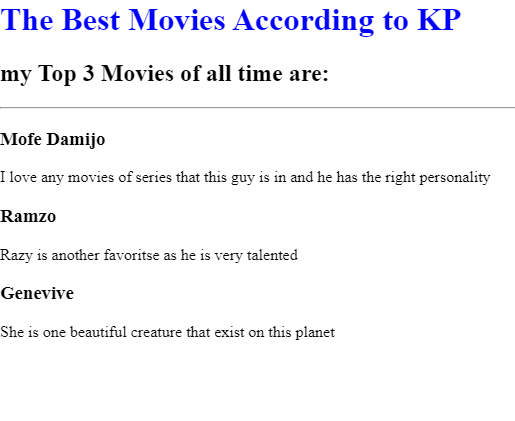 The Best Movies According to KP
my Top 3 Movies of all time are:
Mofe Damijo
I love any movies of series that this guy is in and he has the right personality
Ramzo
Razy is another favoritse as he is very talented
Genevive
She is one beautiful creature that exist on this planet